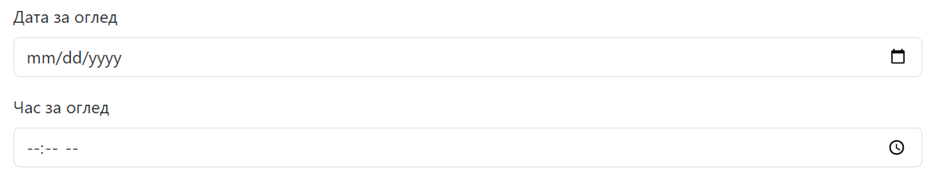 Дата за оглед
mm/dd/yyyy
Час за оглед
--:-- --